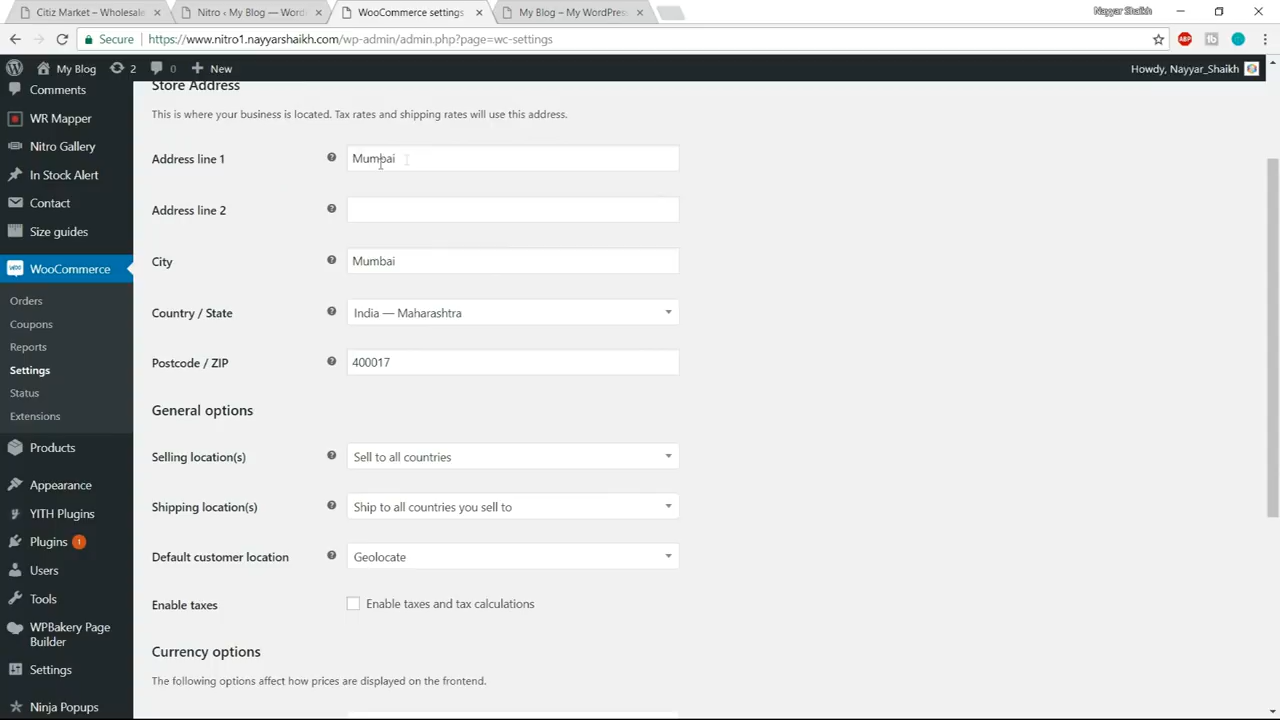 Citiz Market – Wholesale
Nitro ‹ My Blog — Word
WooCommerce settings
My Blog – My WordPress
Nayyar Shaikh
Secure
https://www.nitro1.nayyarshaikh.com/wp-admin/admin.php?page=wc-settings
ABP
My Blog
2
0
New
Howdy, Nayyar_Shaikh
Comments
WR Mapper
Nitro Gallery
In Stock Alert
Contact
Size guides
WooCommerce
Orders
Coupons
Reports
Settings
Status
Extensions
Products
Appearance
YITH Plugins
Plugins 1
Users
Tools
WPBakery Page
Builder
Settings
Ninja Popups
Store Address
This is where your business is located. Tax rates and shipping rates will use this address.
Address line 1
Mumbai
Address line 2
City
Mumbai
Country / State
India — Maharashtra
Postcode / ZIP
400017
General options
Selling location(s)
Sell to all countries
Shipping location(s)
Ship to all countries you sell to
Default customer location
Geolocate
Enable taxes
Enable taxes and tax calculations
Currency options
The following options affect how prices are displayed on the frontend.